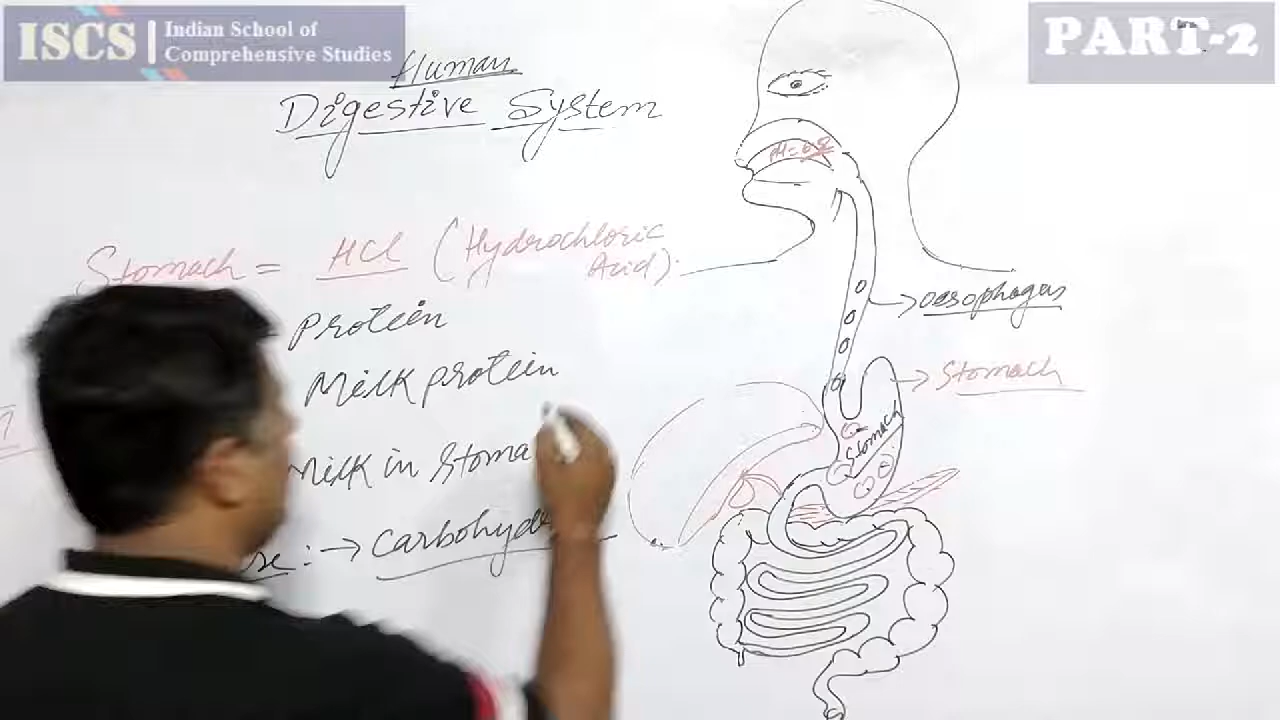 ISCS
Indian School of
Comprehensive Studies
PART-2
Human
Digestive System
Stomach = HCl (Hydrochloric
Acid).
Protein
Milk protein
Milk in Stoma
se :→ Carbohyd
→ Oesophagus
→ Stomach
Stomach